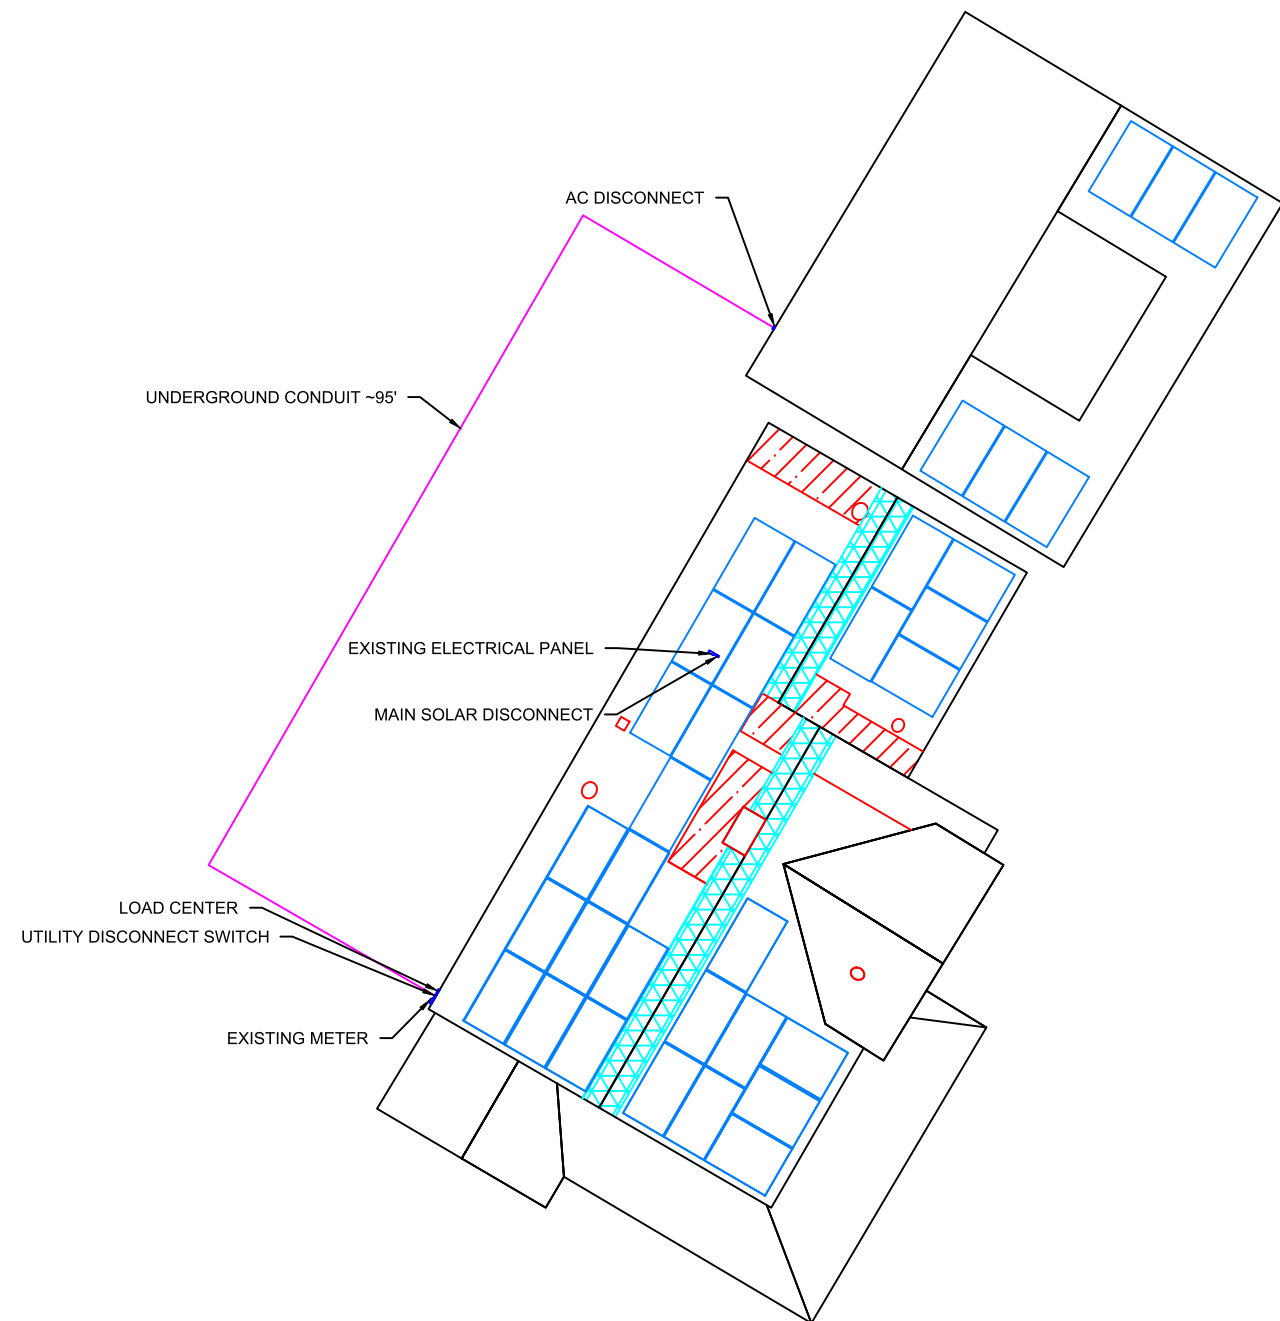 AC DISCONNECT
UNDERGROUND CONDUIT ~95'
EXISTING ELECTRICAL PANEL
MAIN SOLAR DISCONNECT
LOAD CENTER
UTILITY DISCONNECT SWITCH
EXISTING METER